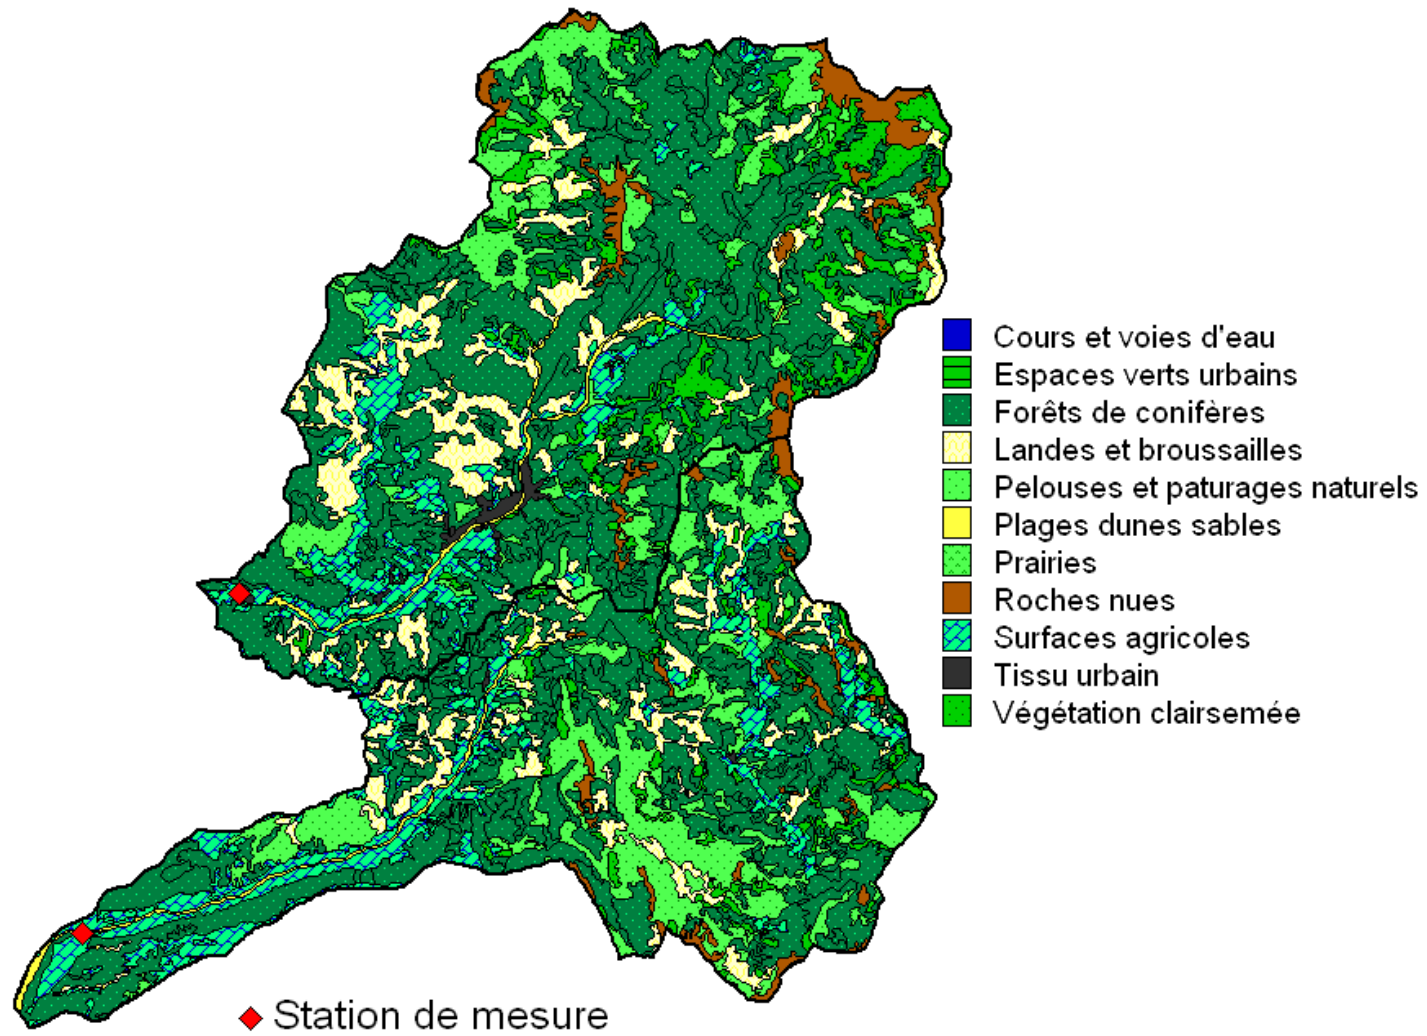 Cours et voies d'eau
Espaces verts urbains
Forêts de conifères
Landes et broussailles
Pelouses et paturages naturels
Plages dunes sables
Prairies
Roches nues
Surfaces agricoles
Tissu urbain
Végétation clairsemée
Station de mesure